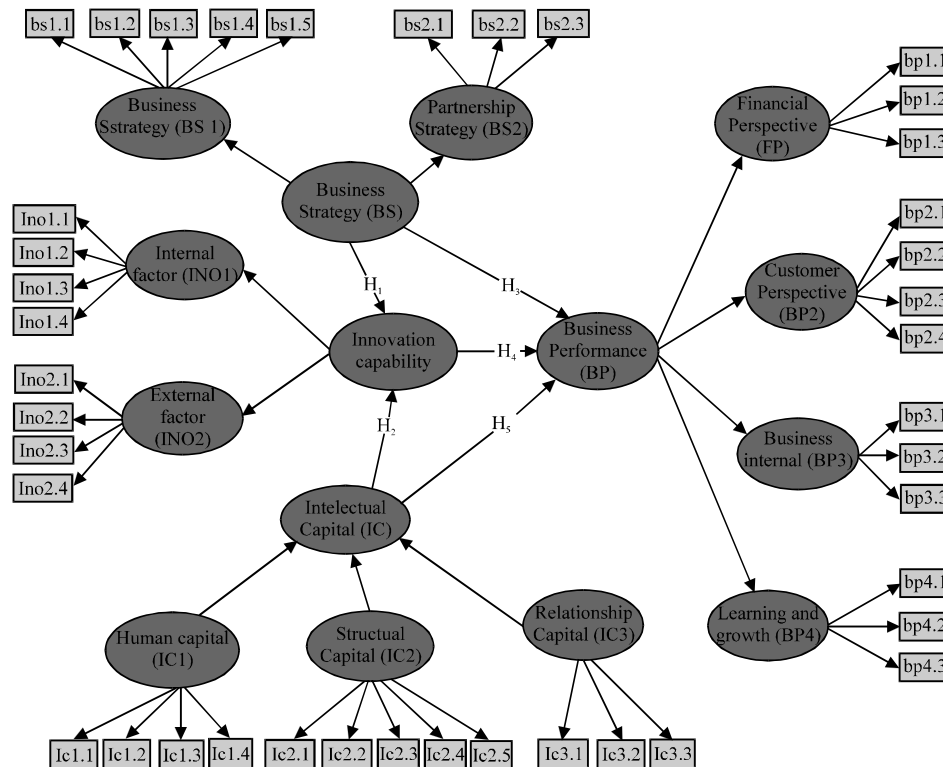 bs1.1
bs1.2
bs1.3
bs1.4
bs1.5
bs2.1
bs2.2
bs2.3
Business
Sstrategy (BS 1)
Partnership
Strategy (BS2)
Financial
Perspective
(FP)
bp1.1
bp1.2
bp1.3
Business
Strategy (BS)
Ino1.1
Ino1.2
Ino1.3
Ino1.4
Internal
factor (INO1)
H₁
H₃
Customer
Perspective
(BP2)
bp2.1
bp2.2
bp2.3
bp2.4
Innovation
capability
H₄
Business
Performance
(BP)
Ino2.1
Ino2.2
Ino2.3
Ino2.4
External
factor
(INO2)
H₂
H₅
Business
internal (BP3)
bp3.1
bp3.2
bp3.3
Intelectual
Capital (IC)
Human capital
(IC1)
Structual
Capital (IC2)
Relationship
Capital (IC3)
Learning and
growth (BP4)
bp4.1
bp4.2
bp4.3
Ic1.1
Ic1.2
Ic1.3
Ic1.4
Ic2.1
Ic2.2
Ic2.3
Ic2.4
Ic2.5
Ic3.1
Ic3.2
Ic3.3